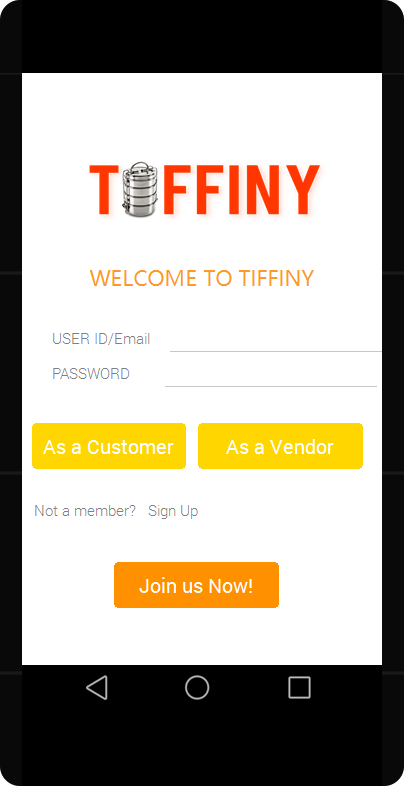 TIFFINY
WELCOME TO TIFFINY
USER ID/Email
PASSWORD
As a Customer As a Vendor
Not a member? Sign Up
Join us Now!